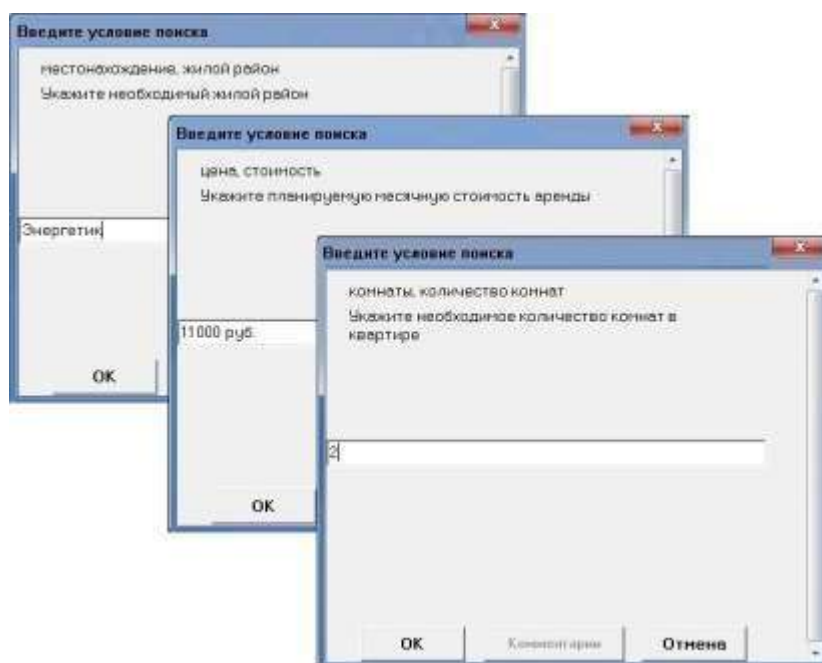 Введите условие поиска
местонахождение, жилой район
Укажите необходимый жилой район
Энергетик
OK
Введите условие поиска
цена, стоимость
Укажите планируемую месячную стоимость аренды
11000 руб.
OK
Введите условие поиска
комнаты, количество комнат
Укажите необходимое количество комнат в
квартире
2
OK
Комментарии
Отмена